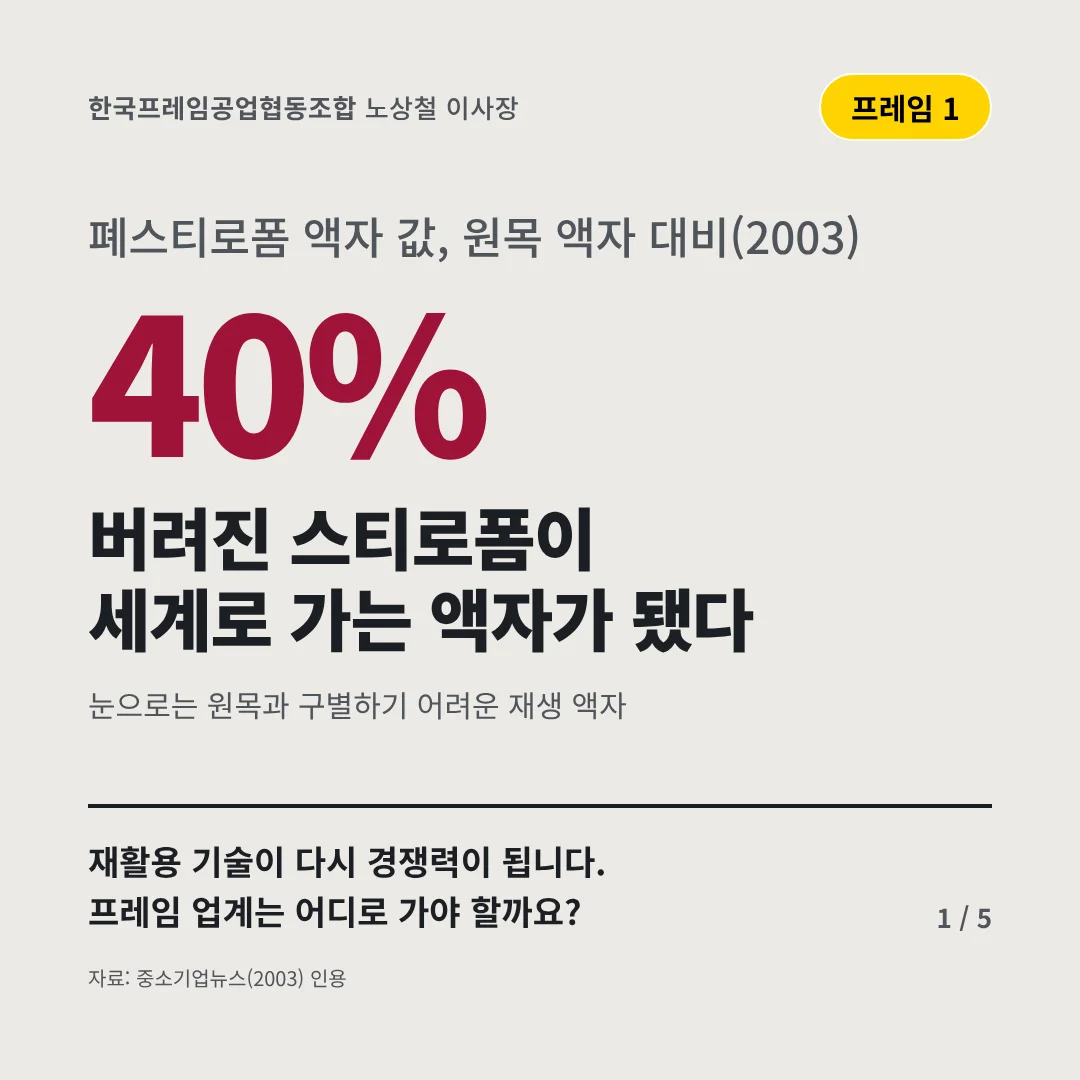 한국프레임공업협동조합 노상철 이사장
프레임 1
폐스티로폼 액자 값, 원목 액자 대비(2003)
40%
버려진 스티로폼이
세계로 가는 액자가 됐다
눈으로는 원목과 구별하기 어려운 재생 액자
재활용 기술이 다시 경쟁력이 됩니다.
프레임 업계는 어디로 가야 할까요?
1 / 5
자료: 중소기업뉴스(2003) 인용